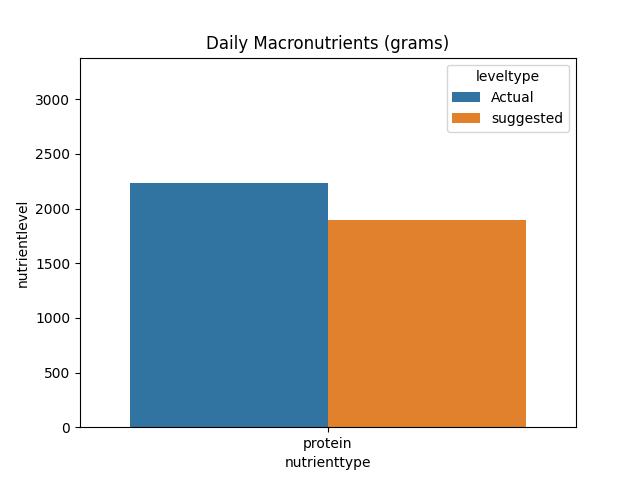 Daily Macronutrients (grams)
leveltype
Actual
suggested
3000
2500
2000
1500
1000
500
0
nutrientlevel
protein
nutrienttype